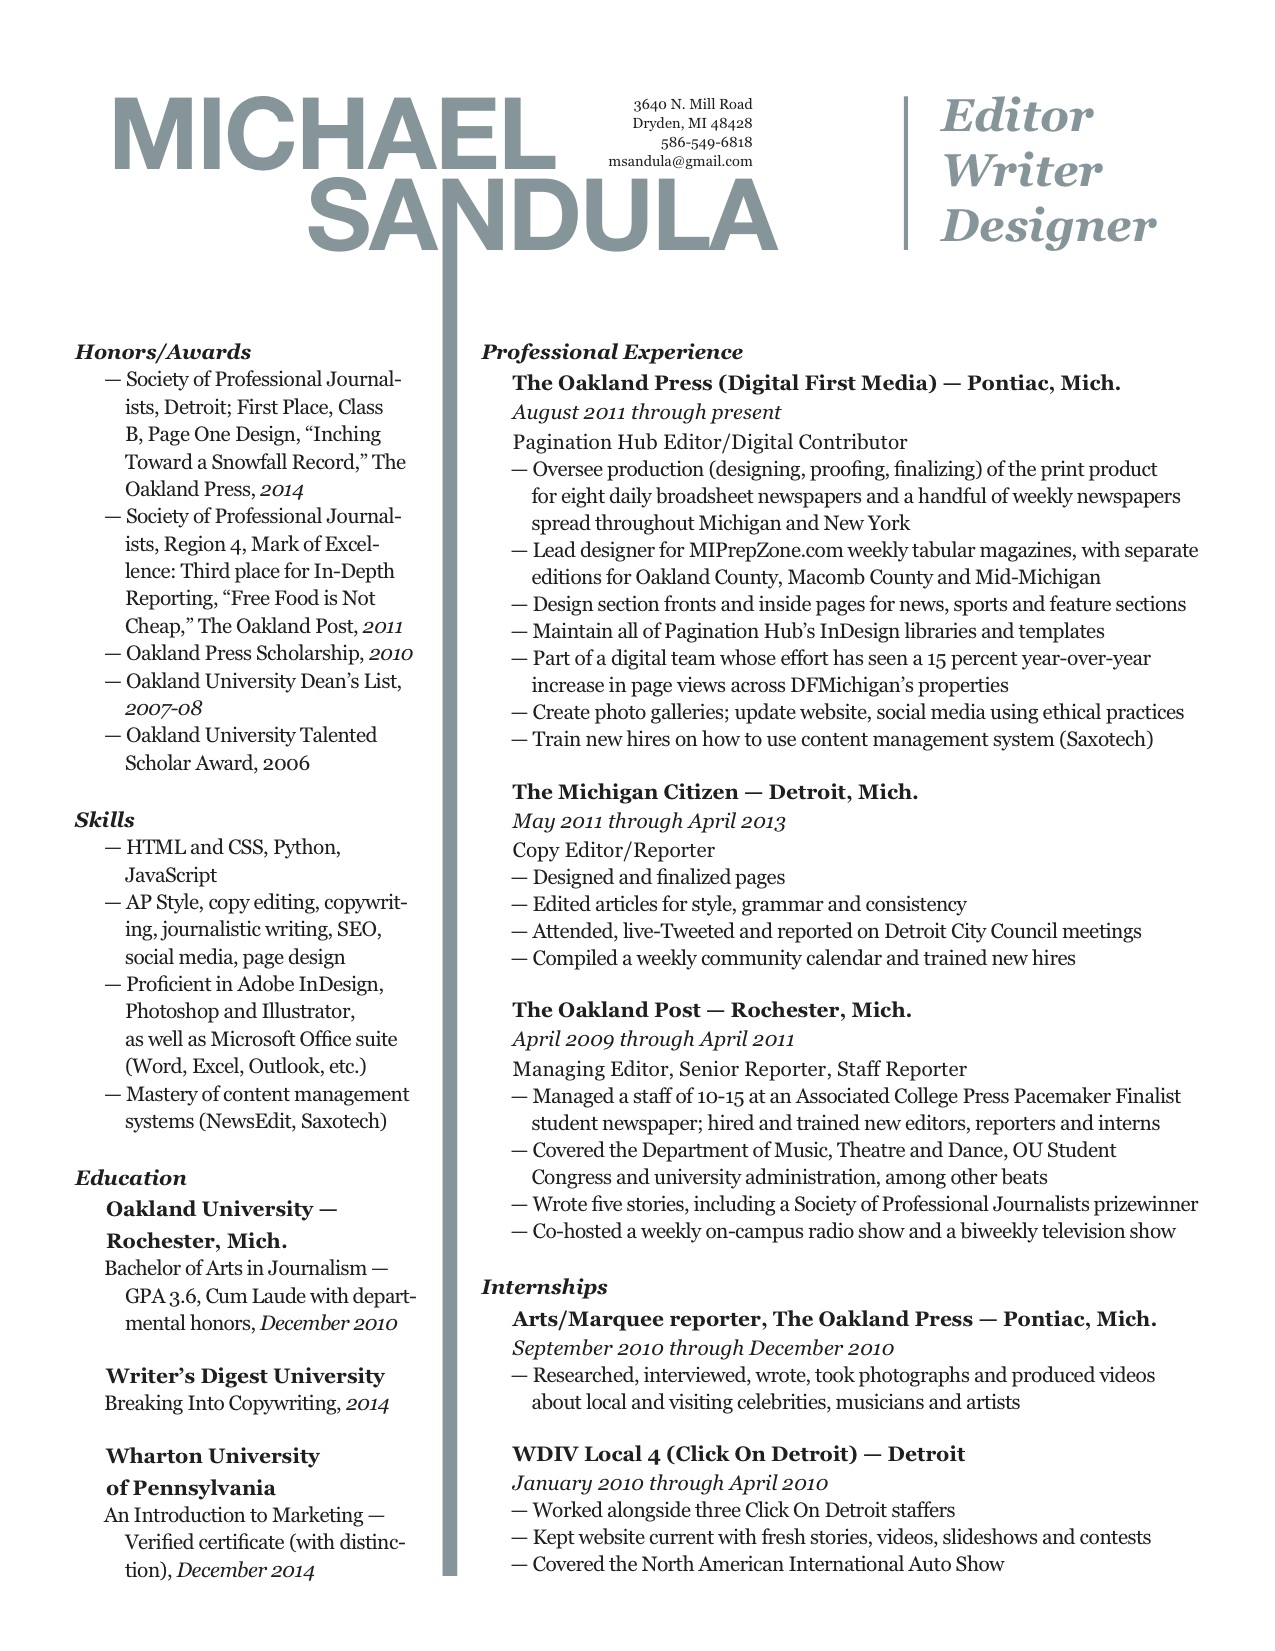 MICHAEL
SANDULA
3640 N. Mill Road
Dryden, MI 48428
586-549-6818
msandula@gmail.com
Editor
Writer
Designer
Honors/Awards
— Society of Professional Journal-
ists, Detroit; First Place, Class
B, Page One Design, “Inching
Toward a Snowfall Record,” The
Oakland Press, 2014
— Society of Professional Journal-
ists, Region 4, Mark of Excel-
lence: Third place for In-Depth
Reporting, “Free Food is Not
Cheap,” The Oakland Post, 2011
— Oakland Press Scholarship, 2010
— Oakland University Dean’s List,
2007-08
— Oakland University Talented
Scholar Award, 2006
Skills
— HTML and CSS, Python,
JavaScript
— AP Style, copy editing, copywrit-
ing, journalistic writing, SEO,
social media, page design
— Proficient in Adobe InDesign,
Photoshop and Illustrator,
as well as Microsoft Office suite
(Word, Excel, Outlook, etc.)
— Mastery of content management
systems (NewsEdit, Saxotech)
Education
Oakland University —
Rochester, Mich.
Bachelor of Arts in Journalism —
GPA 3.6, Cum Laude with depart-
mental honors, December 2010
Writer’s Digest University
Breaking Into Copywriting, 2014
Wharton University
of Pennsylvania
An Introduction to Marketing —
Verified certificate (with distinc-
tion), December 2014
Professional Experience
The Oakland Press (Digital First Media) — Pontiac, Mich.
August 2011 through present
Pagination Hub Editor/Digital Contributor
— Oversee production (designing, proofing, finalizing) of the print product
for eight daily broadsheet newspapers and a handful of weekly newspapers
spread throughout Michigan and New York
— Lead designer for MIPrepZone.com weekly tabular magazines, with separate
editions for Oakland County, Macomb County and Mid-Michigan
— Design section fronts and inside pages for news, sports and feature sections
— Maintain all of Pagination Hub’s InDesign libraries and templates
— Part of a digital team whose effort has seen a 15 percent year-over-year
increase in page views across DFMichigan’s properties
— Create photo galleries; update website, social media using ethical practices
— Train new hires on how to use content management system (Saxotech)
The Michigan Citizen — Detroit, Mich.
May 2011 through April 2013
Copy Editor/Reporter
— Designed and finalized pages
— Edited articles for style, grammar and consistency
— Attended, live-Tweeted and reported on Detroit City Council meetings
— Compiled a weekly community calendar and trained new hires
The Oakland Post — Rochester, Mich.
April 2009 through April 2011
Managing Editor, Senior Reporter, Staff Reporter
— Managed a staff of 10-15 at an Associated College Press Pacemaker Finalist
student newspaper; hired and trained new editors, reporters and interns
— Covered the Department of Music, Theatre and Dance, OU Student
Congress and university administration, among other beats
— Wrote five stories, including a Society of Professional Journalists prizewinner
— Co-hosted a weekly on-campus radio show and a biweekly television show
Internships
Arts/Marquee reporter, The Oakland Press — Pontiac, Mich.
September 2010 through December 2010
— Researched, interviewed, wrote, took photographs and produced videos
about local and visiting celebrities, musicians and artists
WDIV Local 4 (Click On Detroit) — Detroit
January 2010 through April 2010
— Worked alongside three Click On Detroit staffers
— Kept website current with fresh stories, videos, slideshows and contests
— Covered the North American International Auto Show